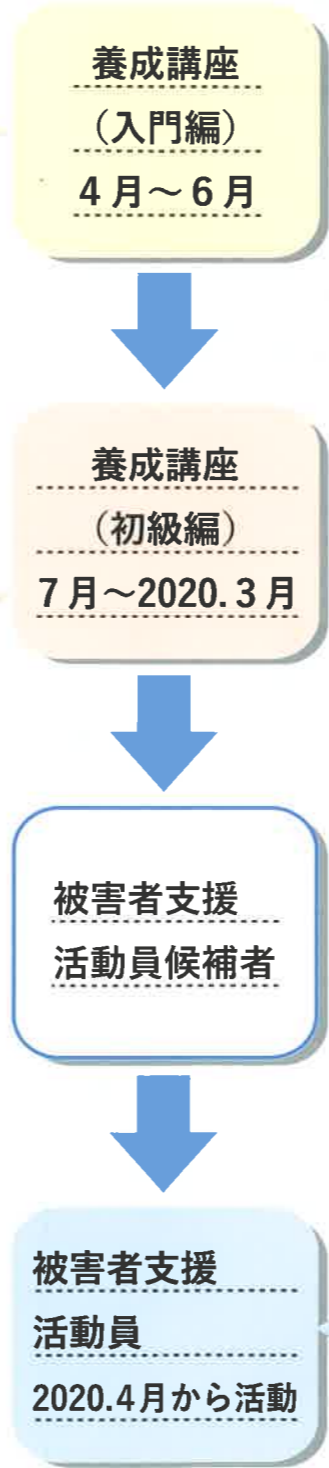 養成講座
（入門編）
4月～6月
養成講座
（初級編）
7月～2020.3月
被害者支援
活動員候補者
被害者支援
活動員
2020.4月から活動